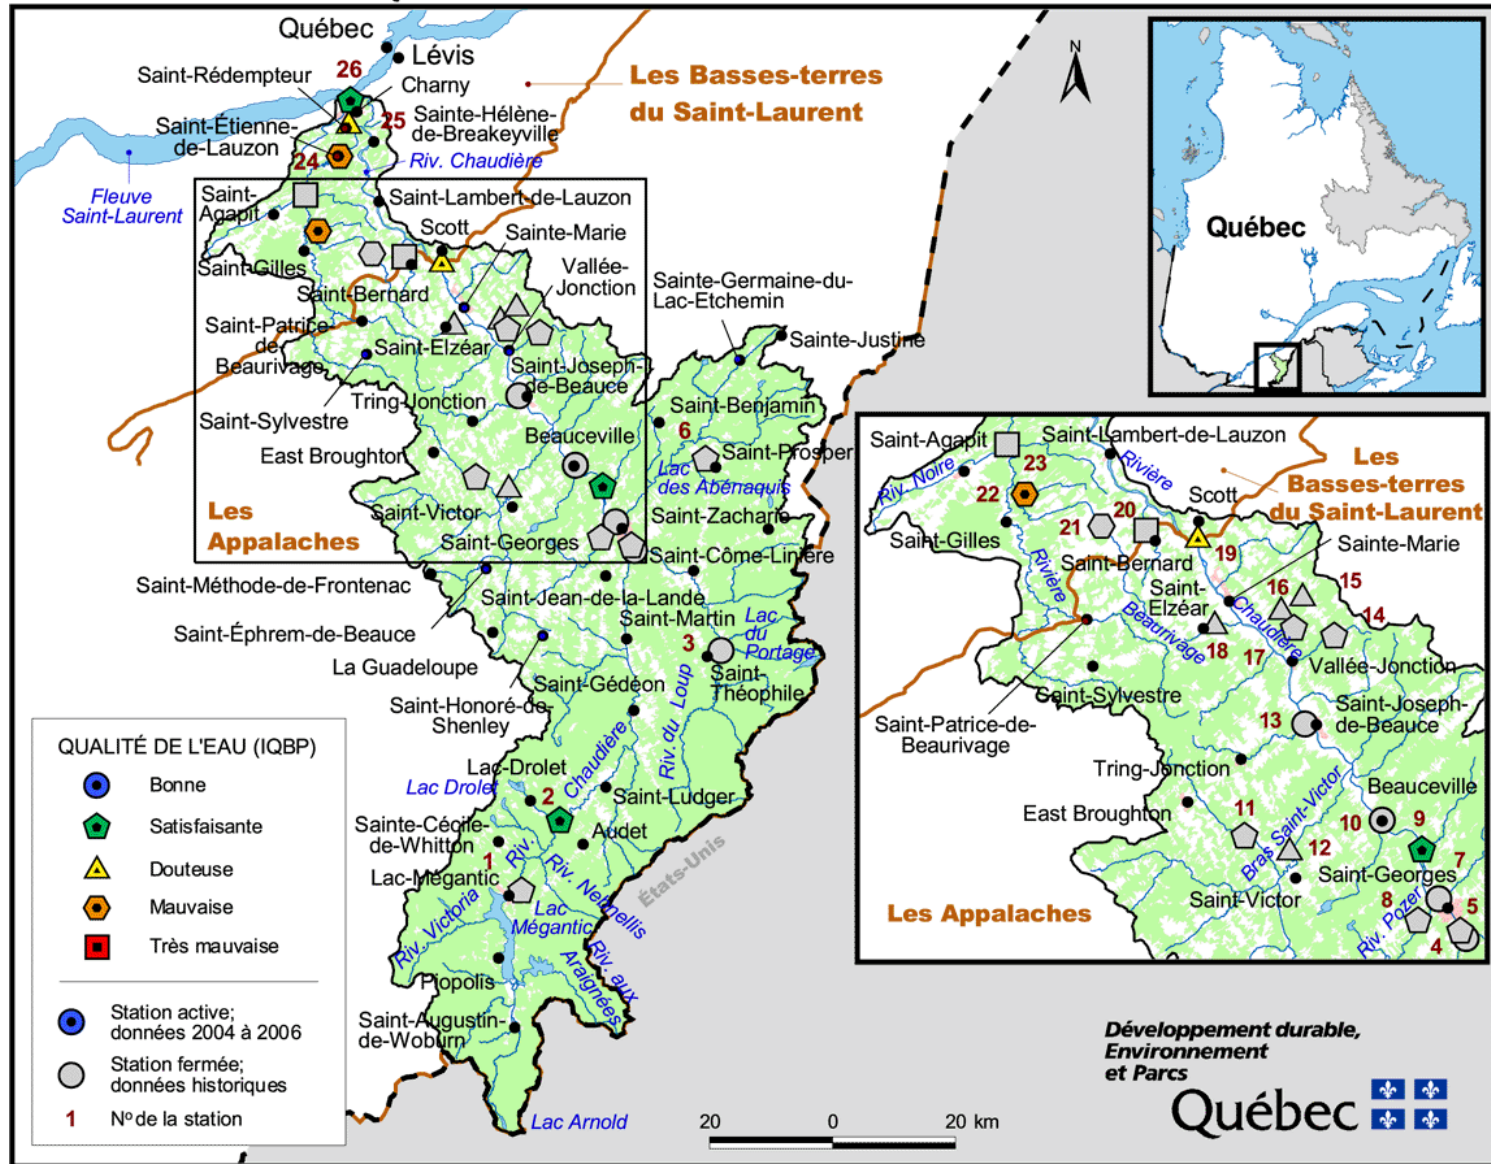 Québec
Lévis
26
Saint-Rédempteur
Charny
25
Sainte-Hélène-
de-Breakeyville
Saint-Étienne-
de-Lauzon
24
Riv. Chaudière
Les Basses-terres
du Saint-Laurent
N
Fleuve
Saint-Laurent
Saint-
Agapit
Saint-Lambert-de-Lauzon
Scott
Sainte-Marie
Saint-Gilles
Vallée-
Jonction
Saint-Bernard
Sainte-Germaine-du-
Lac-Etchemin
Saint-Patrice-
de-
Beaurivage
Saint-Elzéar
Sainte-Justine
Saint-Joseph-
de-Beauce
Saint-Sylvestre
Tring-Jonction
Saint-Benjamin
6
East Broughton
Beauceville
Saint-Prosper
Lac
des Abénaquis
Les
Appalaches
Saint-Victor
Saint-Zacharie
Saint-Georges
Saint-Côme-Linière
Saint-Méthode-de-Frontenac
Saint-Jean-de-la-Lande
Saint-Martin
Lac
du
Portage
Saint-Éphrem-de-Beauce
3
La Guadeloupe
Saint-
Théophile
Saint-Gédéon
Riv. du Loup
Saint-Honoré-de-
Shenley
Chaudière
Lac-Drolet
Lac Drolet
2
Saint-Ludger
Sainte-Cécile-
de-Whitton
Audet
1
Riv.
Lac-Mégantic
Riv. Nebnellis
États-Unis
Riv. Victoria
Lac
Mégantic
Riv. aux
Araignées
Piopolis
Saint-Augustin-
de-Woburn
Lac Arnold
QUALITÉ DE L'EAU (IQBP)
Bonne
Satisfaisante
Douteuse
Mauvaise
Très mauvaise
Station active;
données 2004 à 2006
Station fermée;
données historiques
1 Nº de la station
20 0 20 km
Québec
Saint-Agapit
Saint-Lambert-de-Lauzon
Riv. Noire
23
Rivière
Les
Basses-terres
du Saint-Laurent
22
Scott
20
21
Saint-Gilles
Saint-Bernard
19
Sainte-Marie
Rivière
Saint-
Elzéar
16
15
Beaurivage
Chaudière
14
18
17
Vallée-Jonction
Saint-Sylvestre
Saint-Patrice-de-
Beaurivage
13
Saint-Joseph-
de-Beauce
Tring-Jonction
Beauceville
East Broughton
11
Bras Saint-Victor
10
9
12
7
Saint-Georges
Saint-Victor
8
Riv. Pozer
5
4
Les Appalaches
Développement durable,
Environnement
et Parcs
Québec